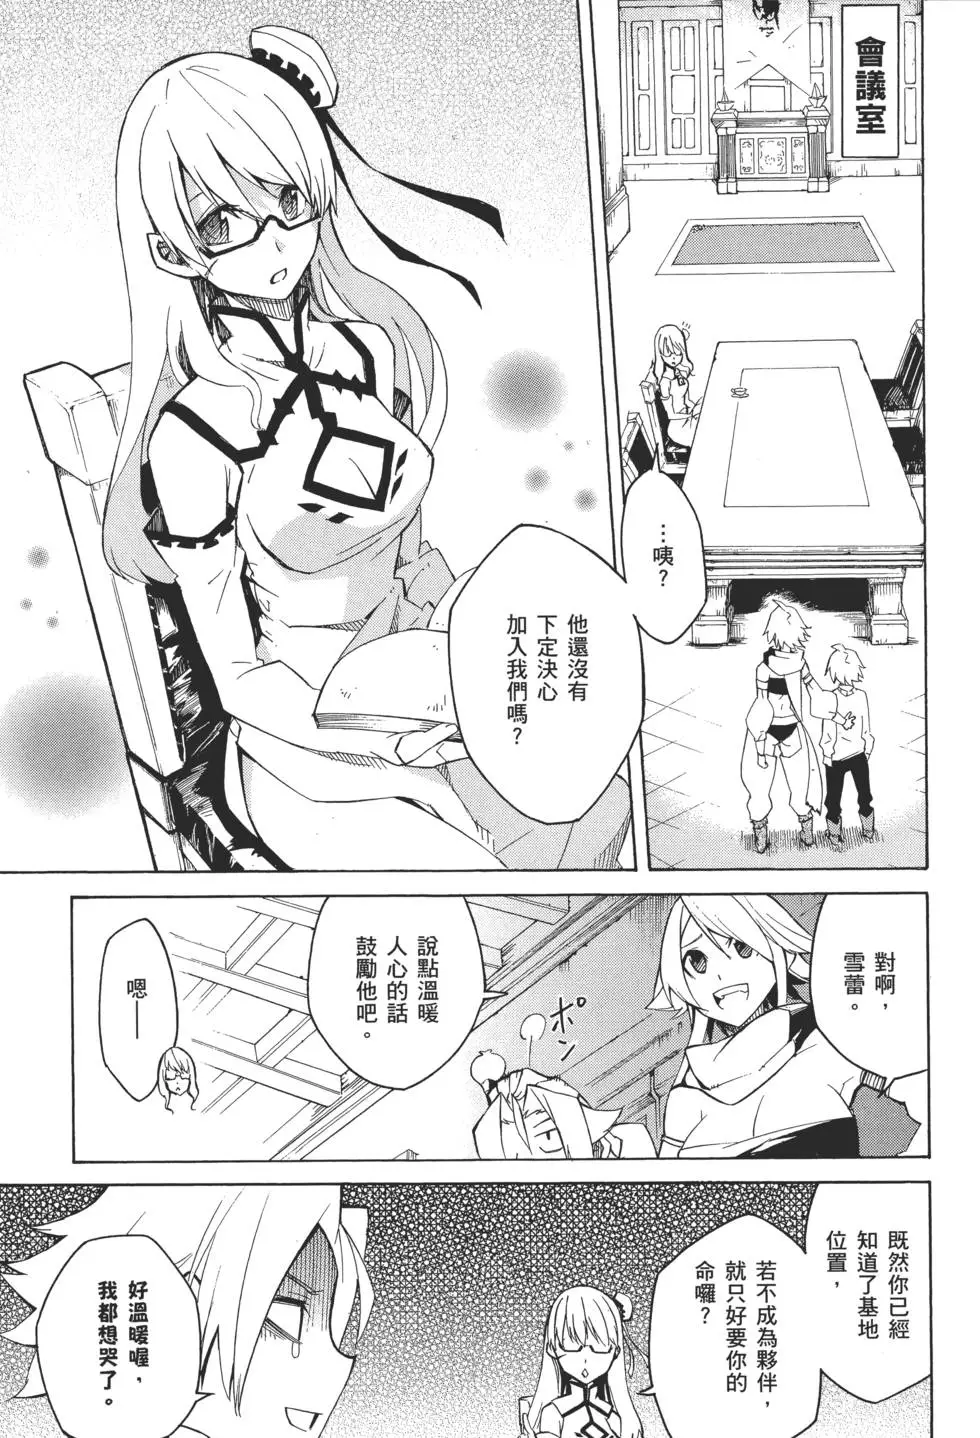 會議室
…咦?
他還沒有
下定決心
加入我們嗎?
對啊,
雪蕾。
ポン
說點溫暖
人心的話
鼓勵他吧。
嗯——
既然你已經
知道了基地
位置,
若不成為夥伴,
就只好要你的
命囉?
好溫暖喔,
我都想哭了。